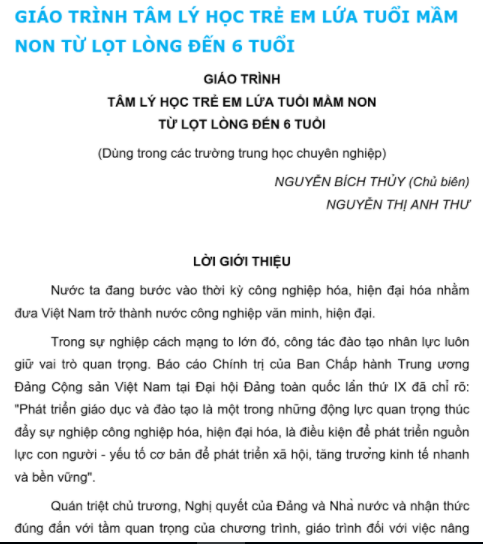 GIÁO TRÌNH TÂM LÝ HỌC TRẺ EM LỨA TUỔI MẦM
NON TỪ LỌT LÒNG ĐẾN 6 TUỔI
GIÁO TRÌNH
TÂM LÝ HỌC TRẺ EM LỨA TUỔI MẦM NON
TỪ LỌT LÒNG ĐẾN 6 TUỔI
(Dùng trong các trường trung học chuyên nghiệp)
NGUYỄN BÍCH THỦY (Chủ biên)
NGUYỄN THỊ ANH THƯ
LỜI GIỚI THIỆU
Nước ta đang bước vào thời kỳ công nghiệp hóa, hiện đại hóa nhằm
đưa Việt Nam trở thành nước công nghiệp văn minh, hiện đại.
Trong sự nghiệp cách mạng to lớn đó, công tác đào tạo nhân lực luôn
giữ vai trò quan trọng. Báo cáo Chính trị của Ban Chấp hành Trung ương
Đảng Cộng sản Việt Nam tại Đại hội Đảng toàn quốc lần thứ IX đã chỉ rõ:
"Phát triển giáo dục và đào tạo là một trong những động lực quan trọng thúc
đẩy sự nghiệp công nghiệp hóa, hiện đại hóa, là điều kiện để phát triển nguồn
lực con người - yếu tố cơ bản để phát triển xã hội, tăng trưởng kinh tế nhanh
và bền vững".
Quán triệt chủ trương, Nghị quyết của Đảng và Nhà nước và nhận thức
đúng đắn với tầm quan trọng của chương trình, giáo trình đối với việc nâng